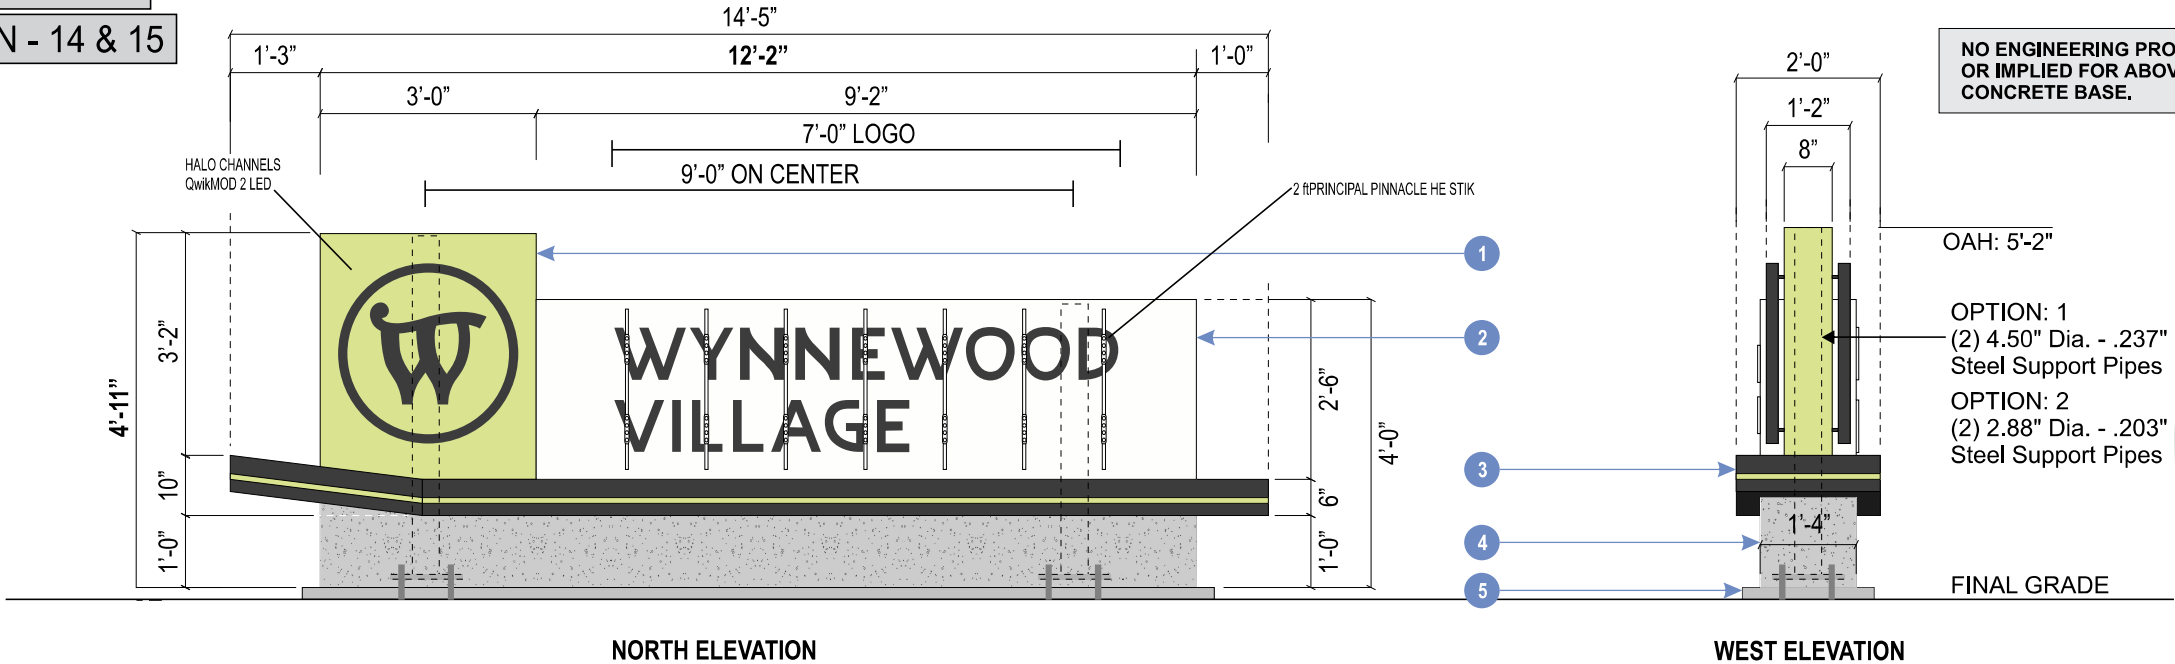 N - 14 & 15
14'-5"
1'-3"
12'-2"
1'-0"
3'-0"
9'-2"
7'-0" LOGO
9'-0" ON CENTER
HALO CHANNELS
QwikMOD 2 LED
2 ftPRINCIPAL PINNACLE HE STIK
W
WYNNEWOOD
VILLAGE
4'-11"
3'-2"
10"
1'-0"
2'-6"
6"
1'-0"
4'-0"
1
2
3
4
5
NORTH ELEVATION
2'-0"
1'-2"
8"
1'-4"
NO ENGINEERING PRO
OR IMPLIED FOR ABOV
CONCRETE BASE.
OAH: 5'-2"
OPTION: 1
(2) 4.50" Dia. - .237"
Steel Support Pipes
OPTION: 2
(2) 2.88" Dia. - .203"
Steel Support Pipes
FINAL GRADE
WEST ELEVATION